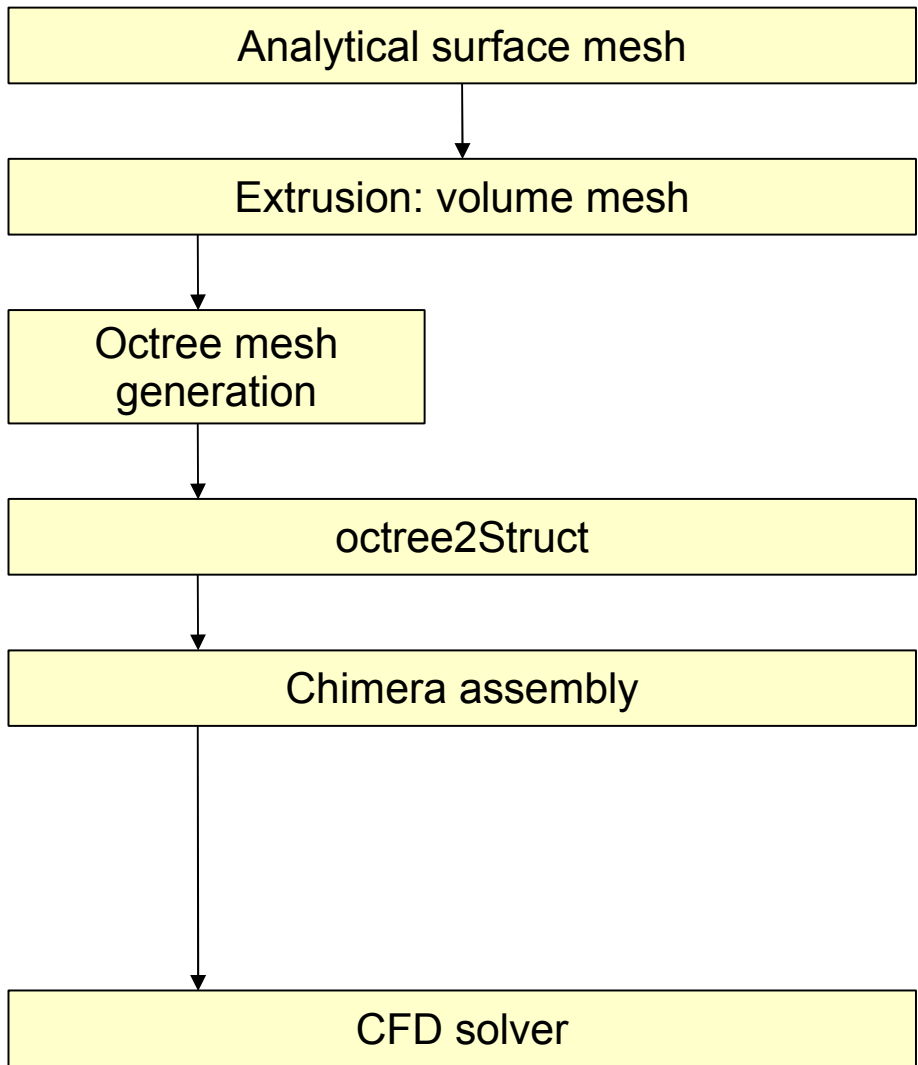 Analytical surface mesh
Extrusion: volume mesh
Octree mesh
generation
octree2Struct
Chimera assembly
CFD solver